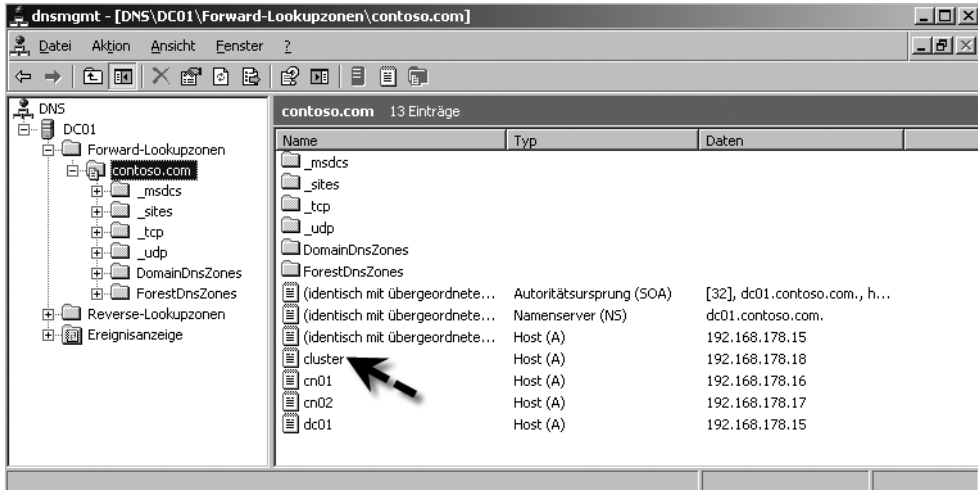 dnsmgmt - [DNS\DC01\Forward-Lookupzonen\contoso.com]
Datei Aktion Ansicht Fenster ?
DNS
DC01
Forward-Lookupzonen
contoso.com
_msdcs
_sites
_tcp
_udp
DomainDnsZones
ForestDnsZones
Reverse-Lookupzonen
Ereignisanzeige
contoso.com 13 Einträge
Name Typ Daten
_msdcs
_sites
_tcp
_udp
DomainDnsZones
ForestDnsZones
(identisch mit übergeordnete... Autoritätsursprung (SOA) [32], dc01.contoso.com., h...
(identisch mit übergeordnete... Namenserver (NS) dc01.contoso.com.
(identisch mit übergeordnete... Host (A) 192.168.178.15
cluster Host (A) 192.168.178.18
cn01 Host (A) 192.168.178.16
cn02 Host (A) 192.168.178.17
dc01 Host (A) 192.168.178.15